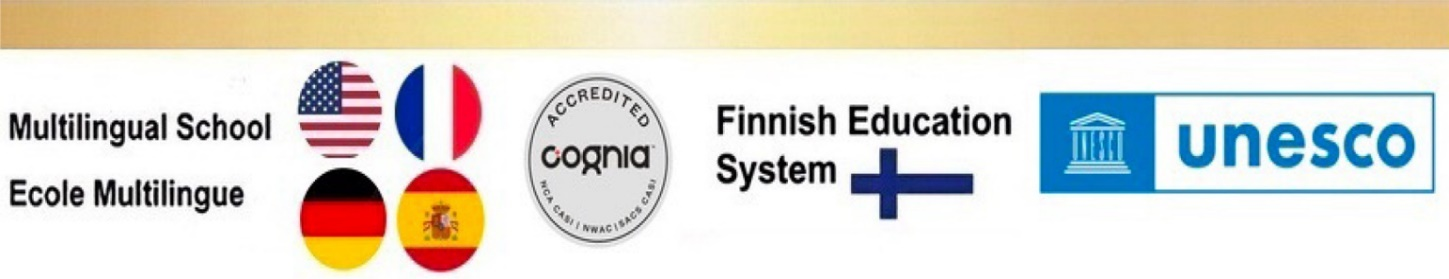 Multilingual School
Ecole Multilingue
ACCREDITED
cognia
NCA CASI | NWAC | SACS CASI
Finnish Education
System
unesco